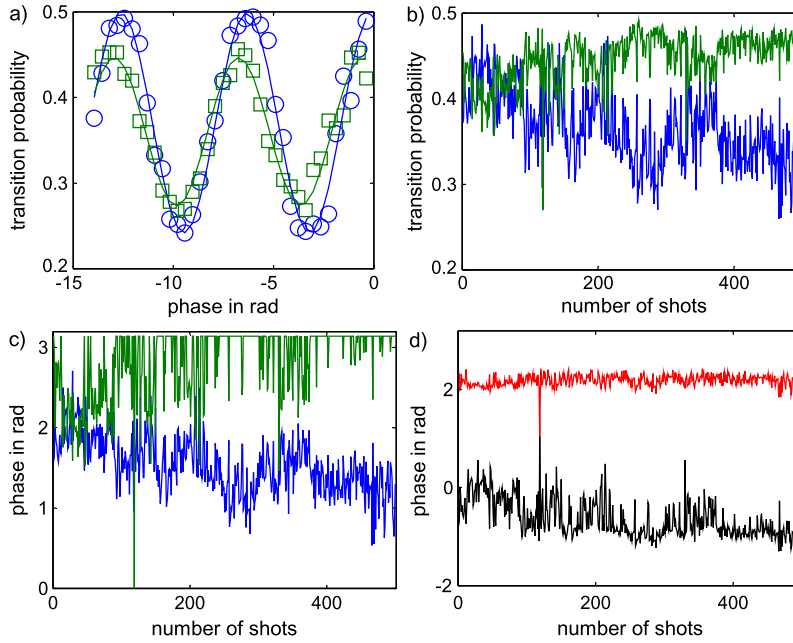 a)
transition probability
0.5
0.4
0.3
0.2
-15
-10
-5
0
phase in rad
b)
transition probability
0.5
0.4
0.3
0.2
0
200
400
number of shots
c)
phase in rad
3
2
1
0
0
200
400
number of shots
d)
phase in rad
2
0
-2
0
200
400
number of shots